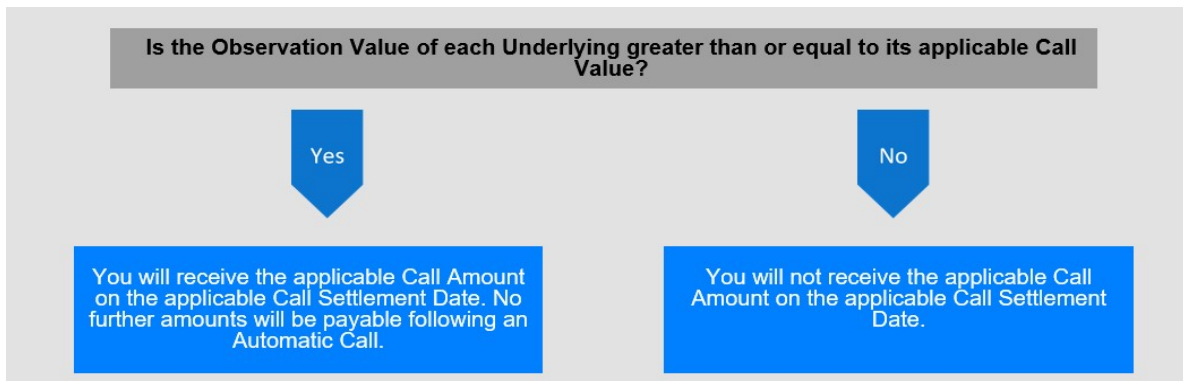 Is the Observation Value of each Underlying greater than or equal to its applicable Call
Value?
Yes
No
You will receive the applicable Call Amount
on the applicable Call Settlement Date. No
further amounts will be payable following an
Automatic Call.
You will not receive the applicable Call
Amount on the applicable Call Settlement
Date.